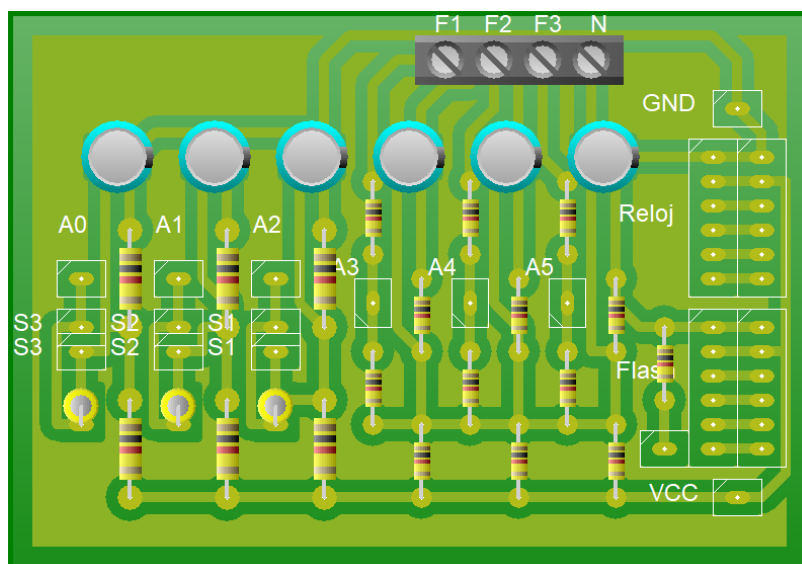 F1 F2 F3 N
GND
Reloj
A0 A1 A2
A3 A4 A5
S3 S2 S1
S3 S2 S1
Flash
VCC